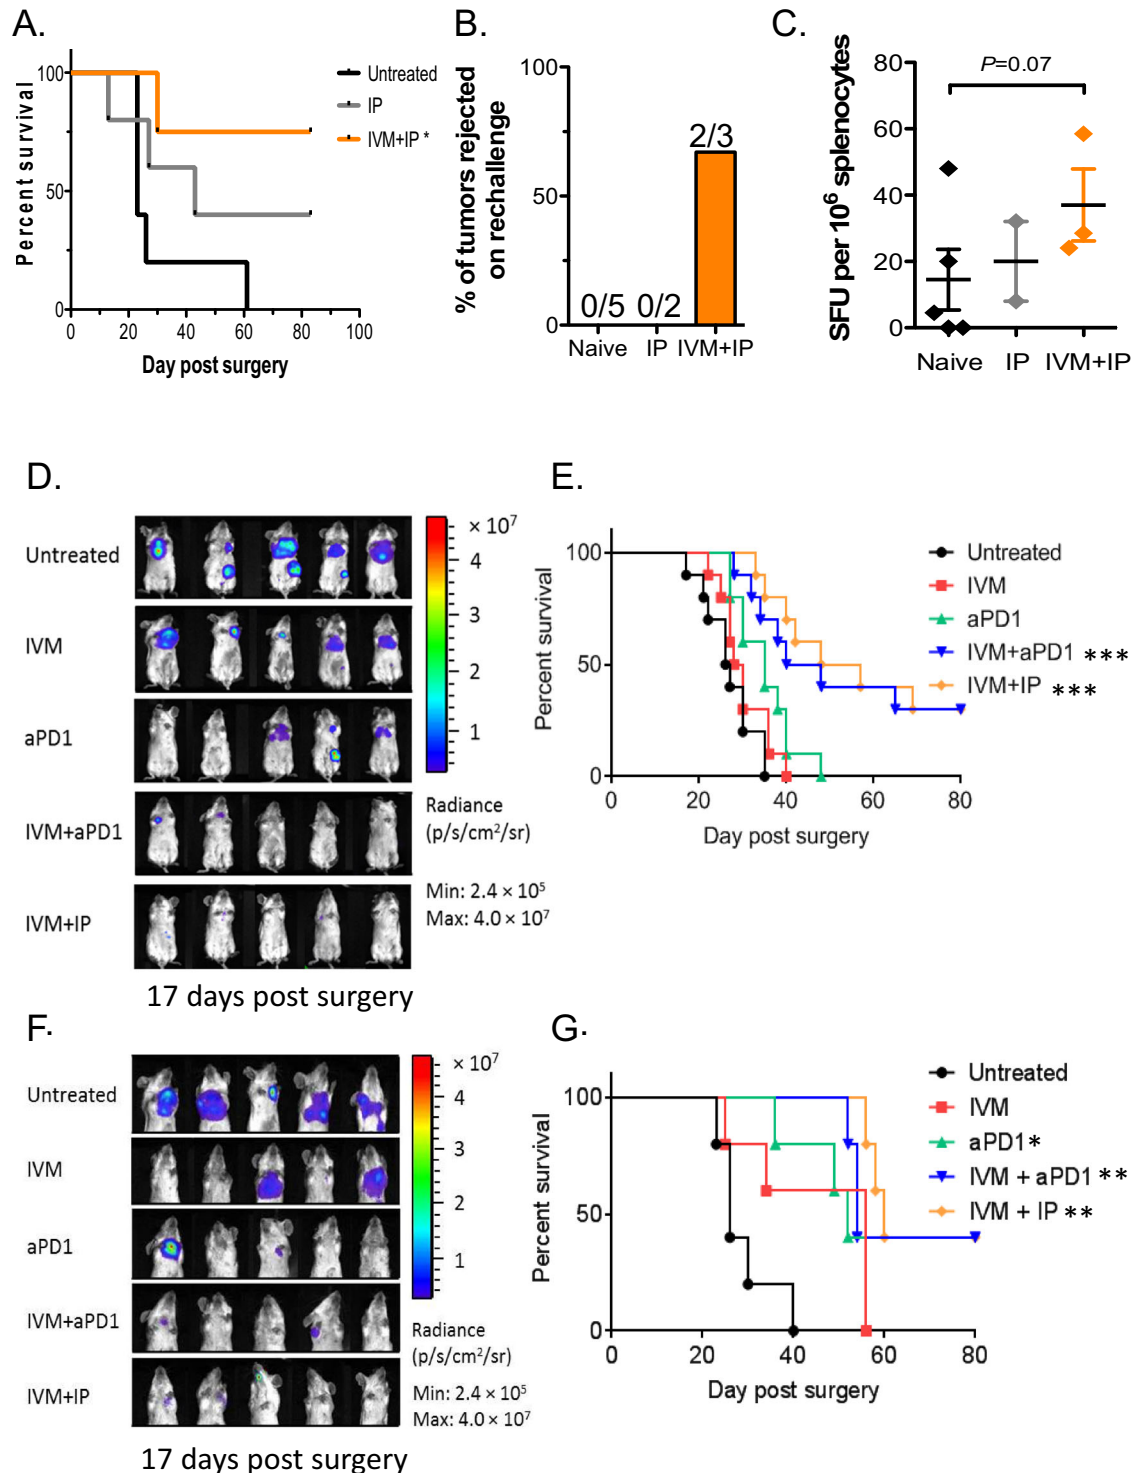 A.
Percent survival
100
50
0
0 20 40 60 80 100
Day post surgery
Untreated
IP
IVM+IP *
B.
% of tumors rejected
on rechallenge
100
50
0
0/5 0/2 2/3
Naive IP IVM+IP
C.
SFU per 10⁶ splenocytes
80
60
40
20
0
P=0.07
Naive IP IVM+IP
D.
Untreated
IVM
aPD1
IVM+aPD1
IVM+IP
× 10⁷
4
3
2
1
Radiance
(p/s/cm²/sr)
Min: 2.4 × 10⁵
Max: 4.0 × 10⁷
17 days post surgery
E.
Percent survival
100
50
0
0 20 40 60 80
Day post surgery
Untreated
IVM
aPD1
IVM+aPD1 ***
IVM+IP ***
F.
Untreated
IVM
aPD1
IVM+aPD1
IVM+IP
× 10⁷
4
3
2
1
Radiance
(p/s/cm²/sr)
Min: 2.4 × 10⁵
Max: 4.0 × 10⁷
17 days post surgery
G.
Percent survival
100
50
0
0 20 40 60 80
Day post surgery
Untreated
IVM
aPD1*
IVM + aPD1 **
IVM + IP **